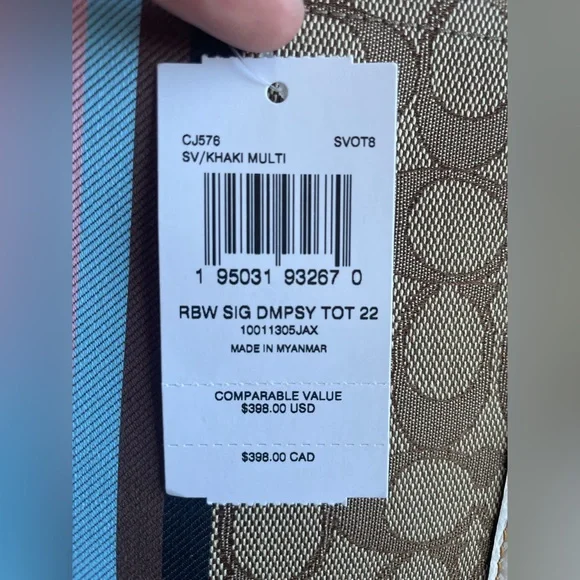 CJ576 SVOT8
SV/KHAKI MULTI
1 95031 93267 0
RBW SIG DMPSY TOT 22
10011305JAX
MADE IN MYANMAR
COMPARABLE VALUE
$398.00 USD
$398.00 CAD